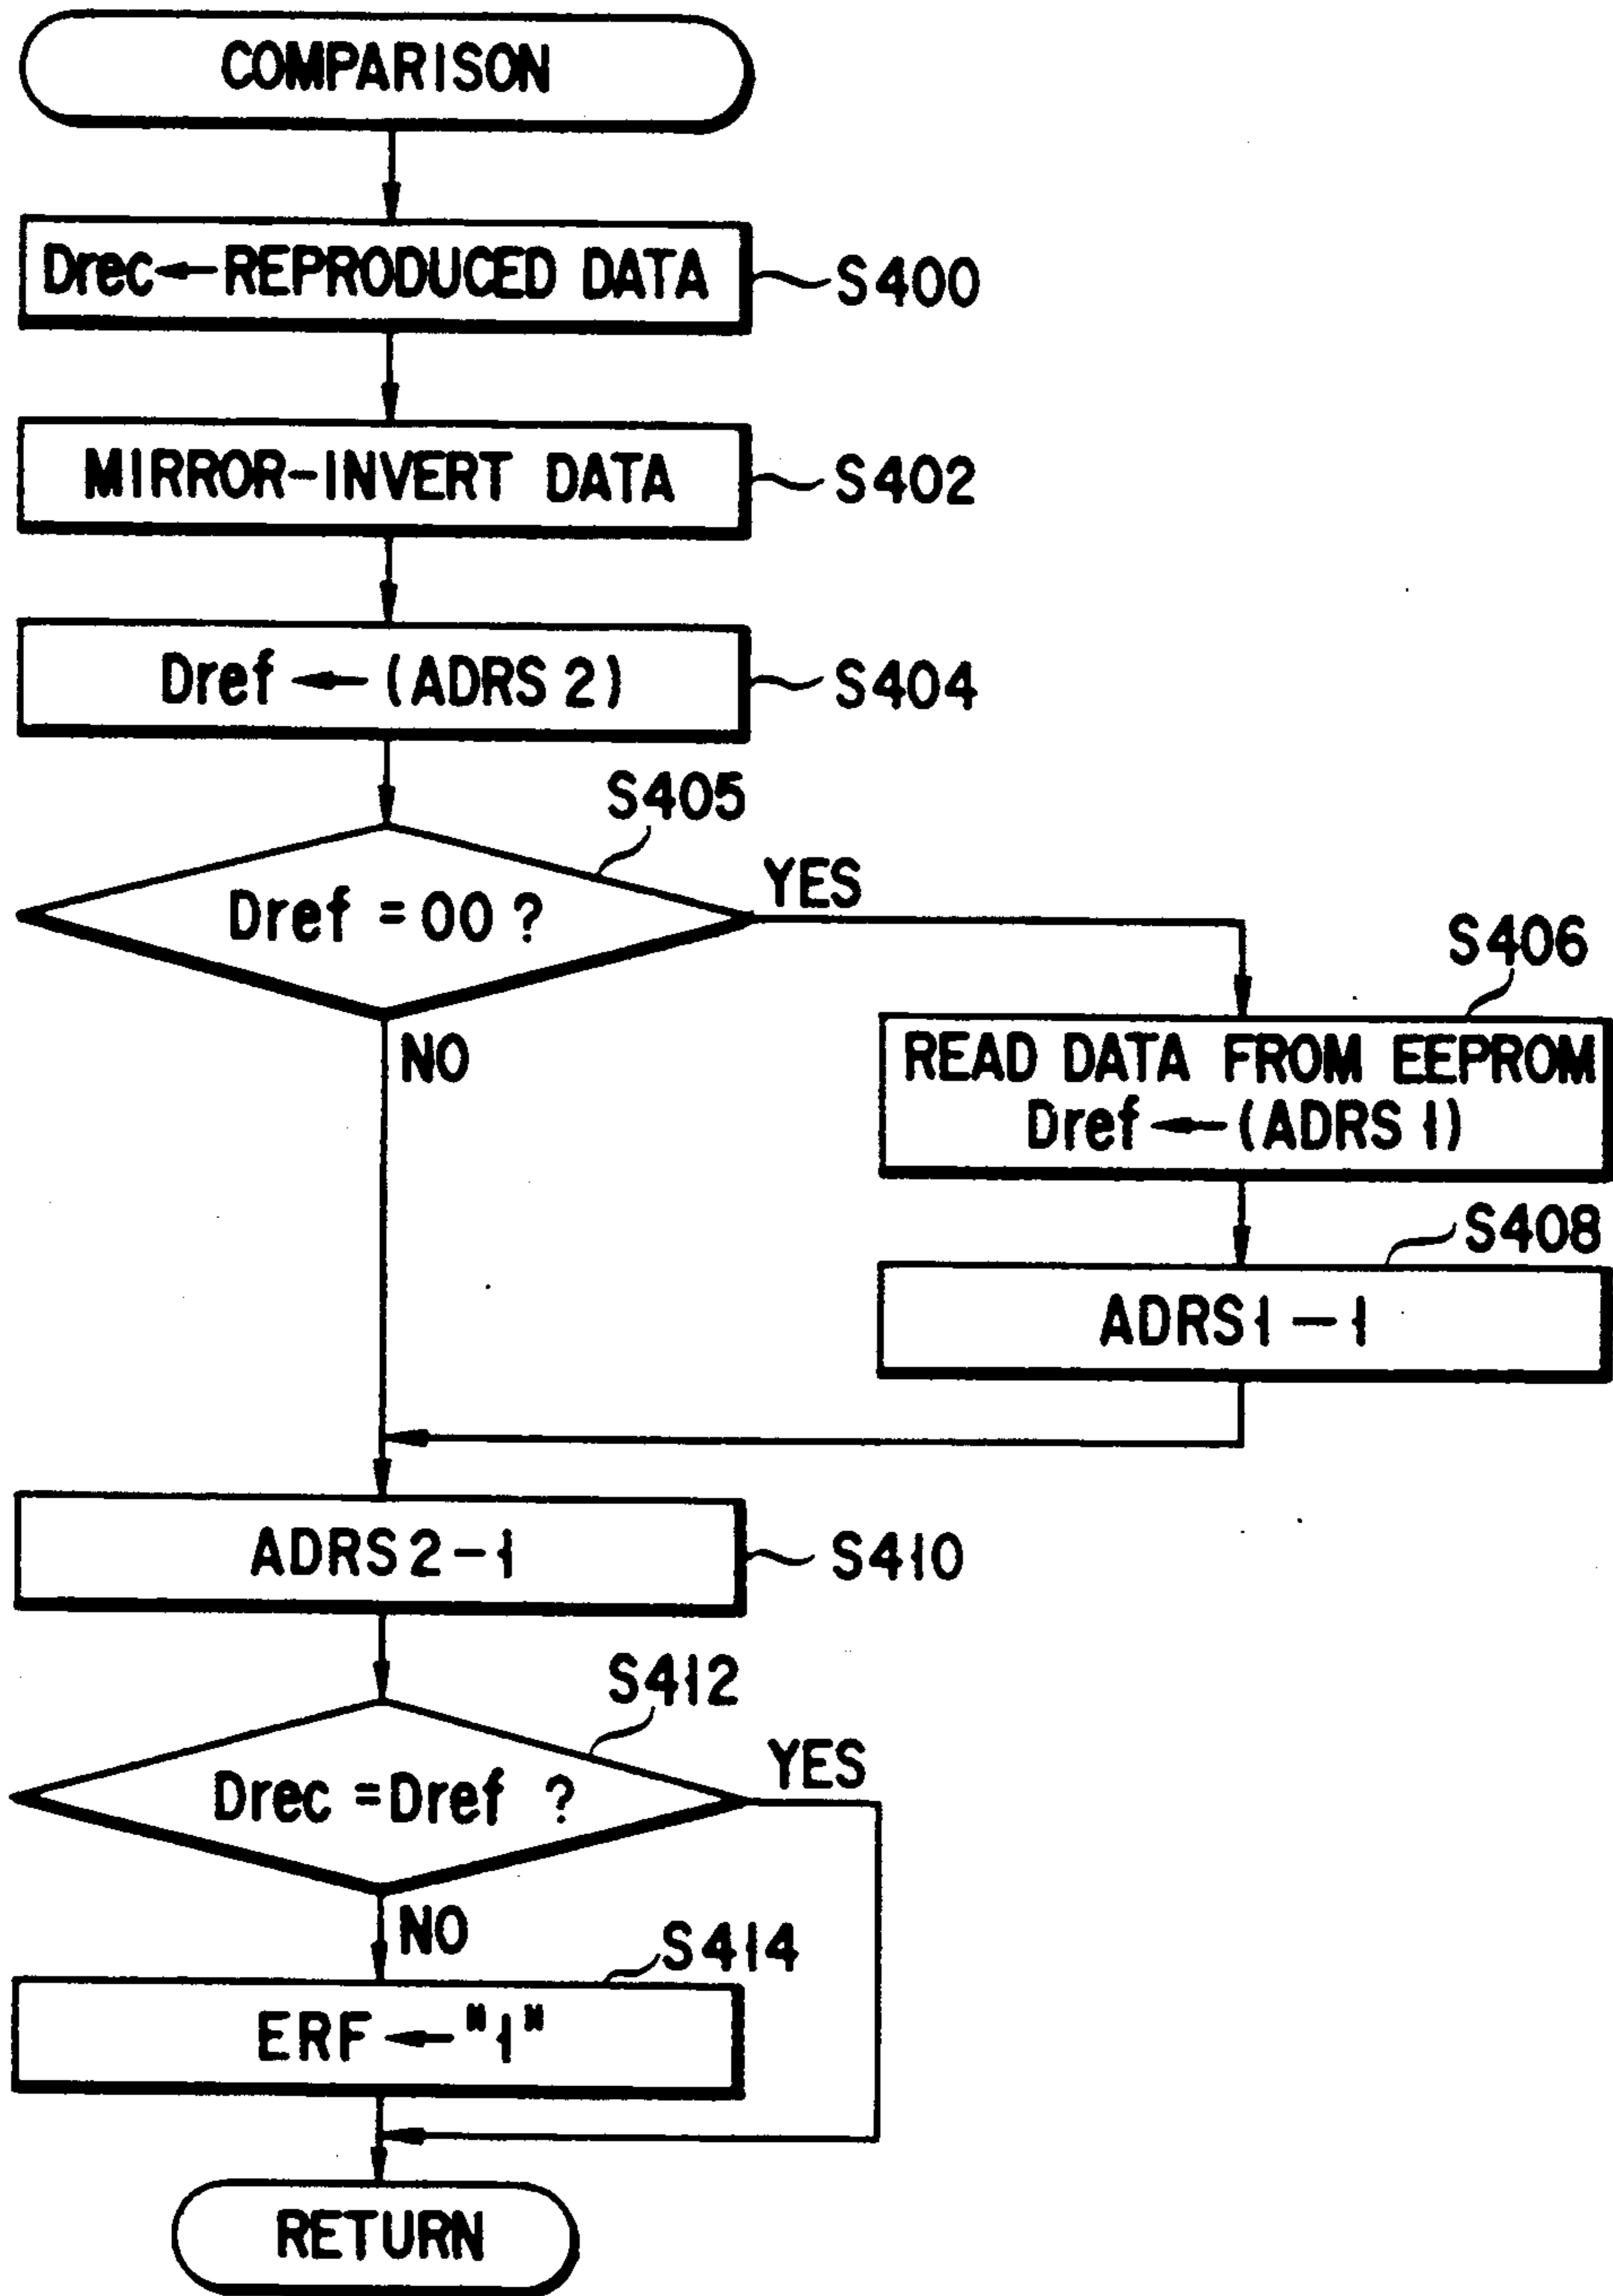 COMPARISON
Drec←REPRODUCED DATA
S400
MIRROR-INVERT DATA
S402
Dref ← (ADRS 2)
S404
S405
Dref = 00 ?
YES
NO
S406
READ DATA FROM EEPROM
Dref ← (ADRS 1)
S408
ADRS1 – 1
ADRS2-1
S410
S412
Drec = Dref ?
YES
NO
S414
ERF ← "1"
RETURN